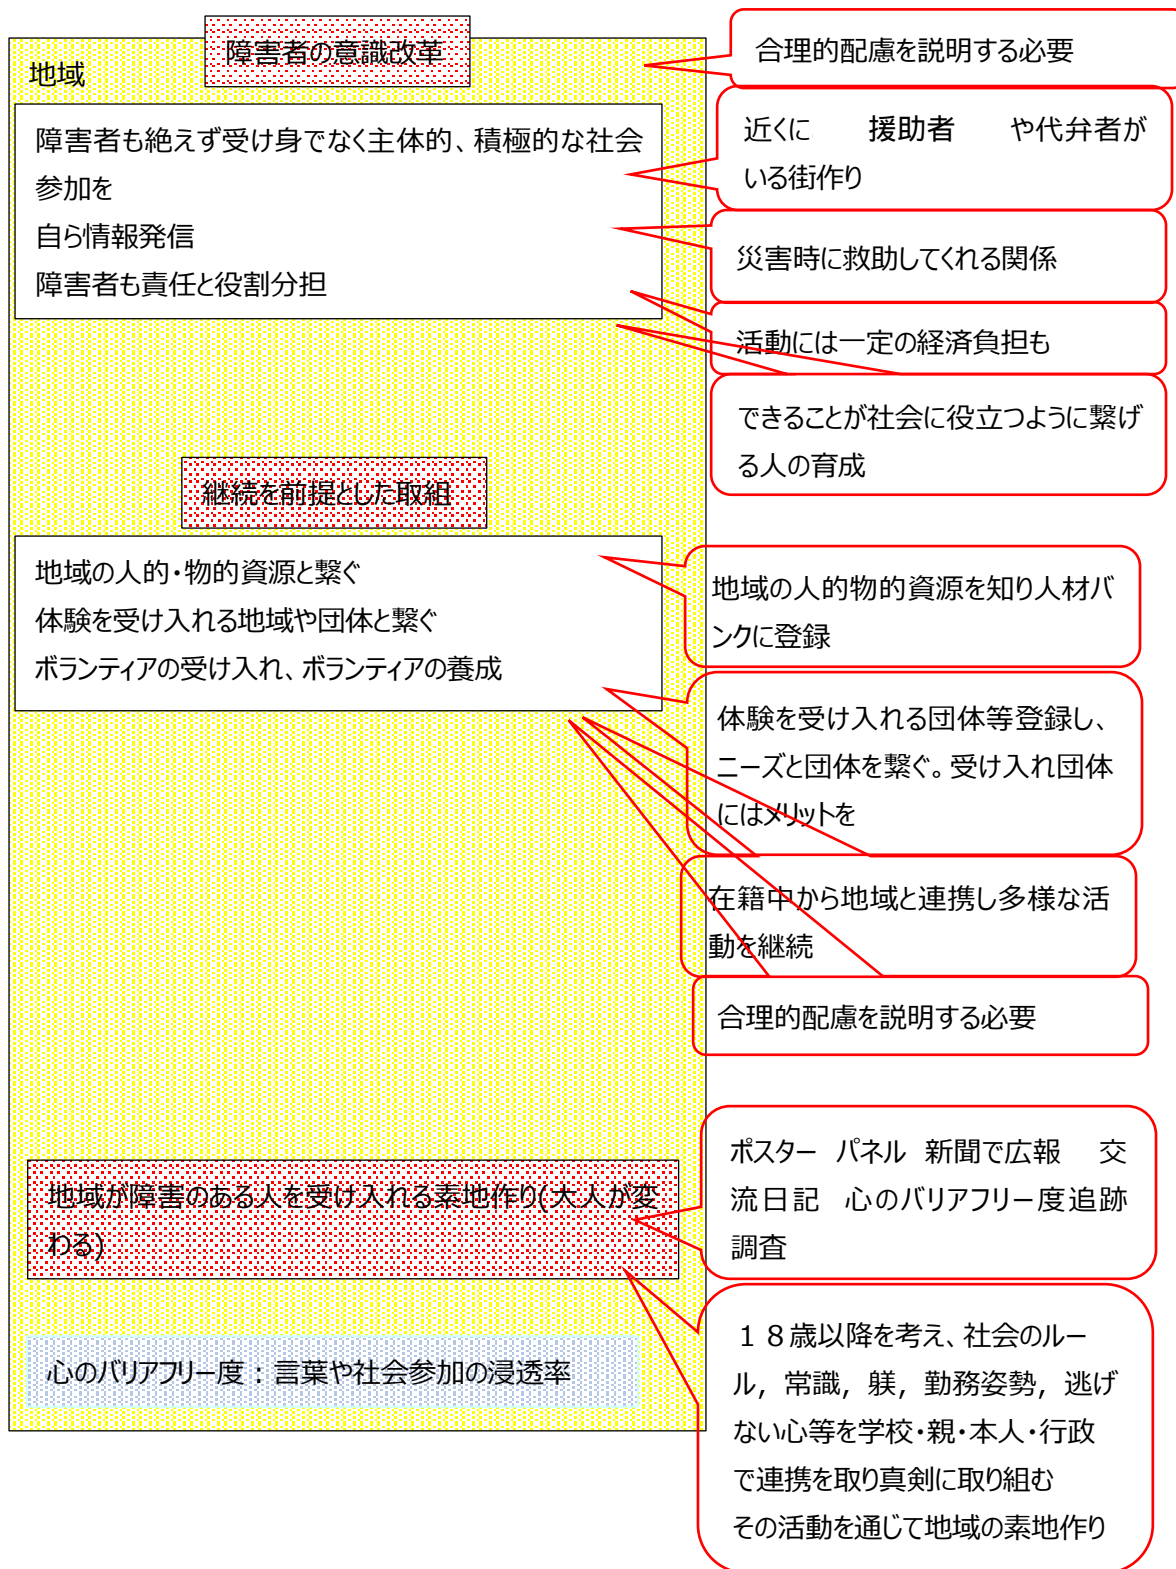 障害者の意識改革
地域
障害者も絶えず受け身でなく主体的、積極的な社会
参加を
自ら情報発信
障害者も責任と役割分担
合理的配慮を説明する必要
近くに　援助者　や代弁者が
いる街作り
災害時に救助してくれる関係
活動には一定の経済負担も
できることが社会に役立つように繋げ
る人の育成
継続を前提とした取組
地域の人的・物的資源と繋ぐ
体験を受け入れる地域や団体と繋ぐ
ボランティアの受け入れ、ボランティアの養成
地域の人的物的資源を知り人材バ
ンクに登録
体験を受け入れる団体等登録し、
ニーズと団体を繋ぐ。受け入れ団体
にはメリットを
在籍中から地域と連携し多様な活
動を継続
合理的配慮を説明する必要
地域が障害のある人を受け入れる素地作り(大人が変
わる)
ポスター　パネル　新聞で広報　交
流日記　心のバリアフリー度追跡
調査
心のバリアフリー度：言葉や社会参加の浸透率
１８歳以降を考え、社会のルー
ル，常識，躾，勤務姿勢，逃げ
ない心等を学校・親・本人・行政
で連携を取り真剣に取り組む
その活動を通じて地域の素地作り